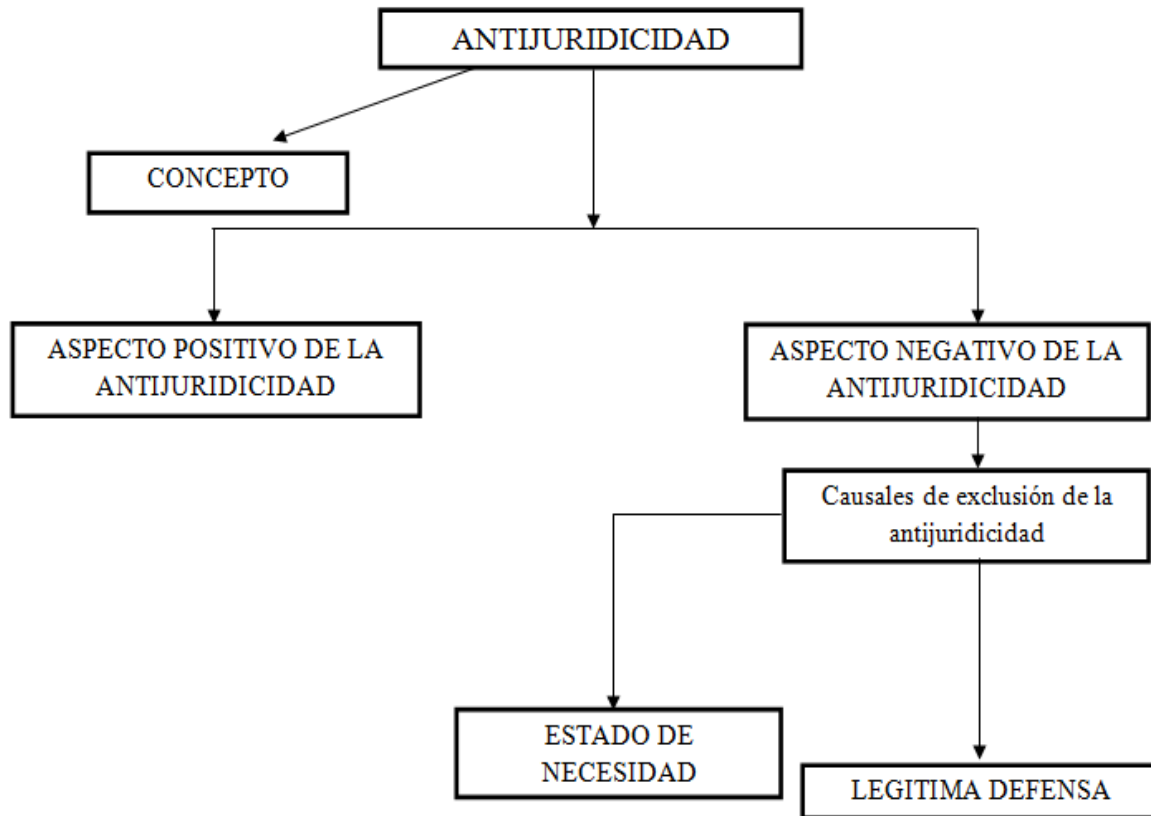 ANTIJURIDICIDAD
CONCEPTO
ASPECTO POSITIVO DE LA
ANTIJURIDICIDAD
ASPECTO NEGATIVO DE LA
ANTIJURIDICIDAD
Causales de exclusión de la
antijuridicidad
ESTADO DE
NECESIDAD
LEGITIMA DEFENSA